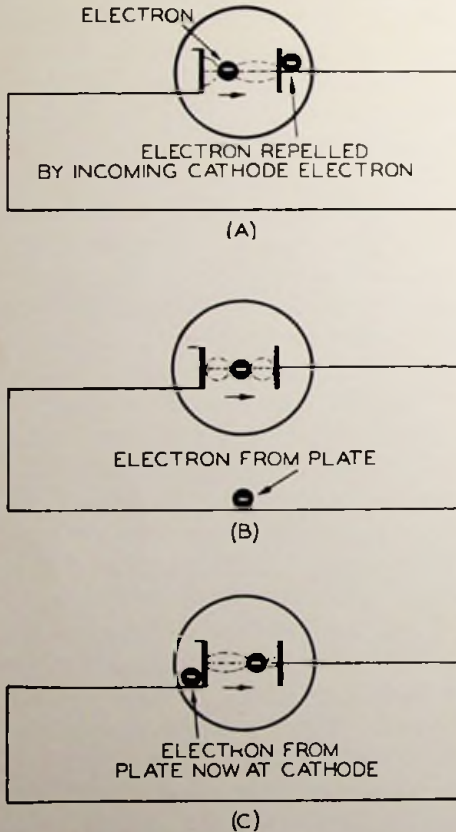 ELECTRON
ELECTRON REPELLED
BY INCOMING CATHODE ELECTRON
(A)
ELECTRON FROM PLATE
(B)
ELECTRON FROM
PLATE NOW AT CATHODE
(C)